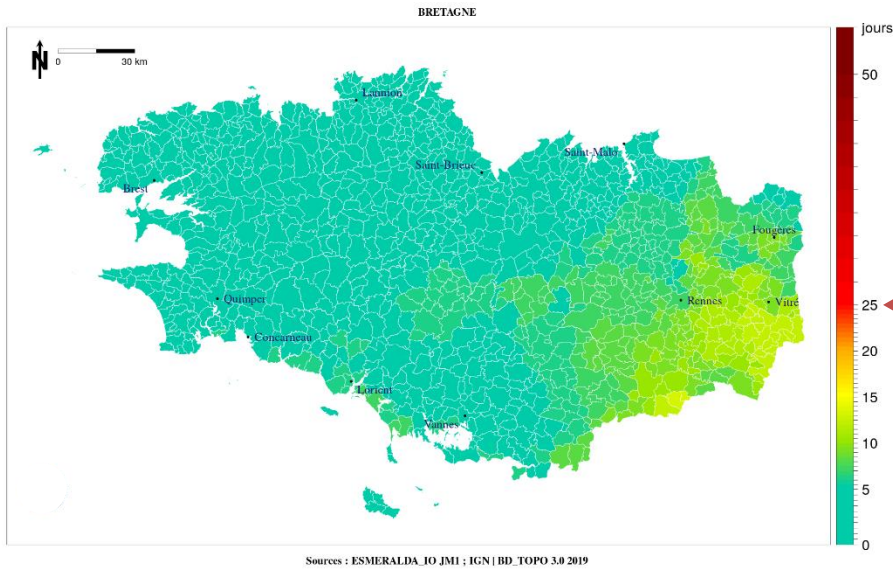 BRETAGNE
jours
N
0 30 km
50
Lannion
Saint-Malo
Saint-Brieuc
Brest
Fougères
Quimper
Rennes
Vitré
25
Concarneau
20
Lorient
15
Vannes
10
5
0
Sources : ESMERALDA_IO JM1 ; IGN | BD_TOPO 3.0 2019